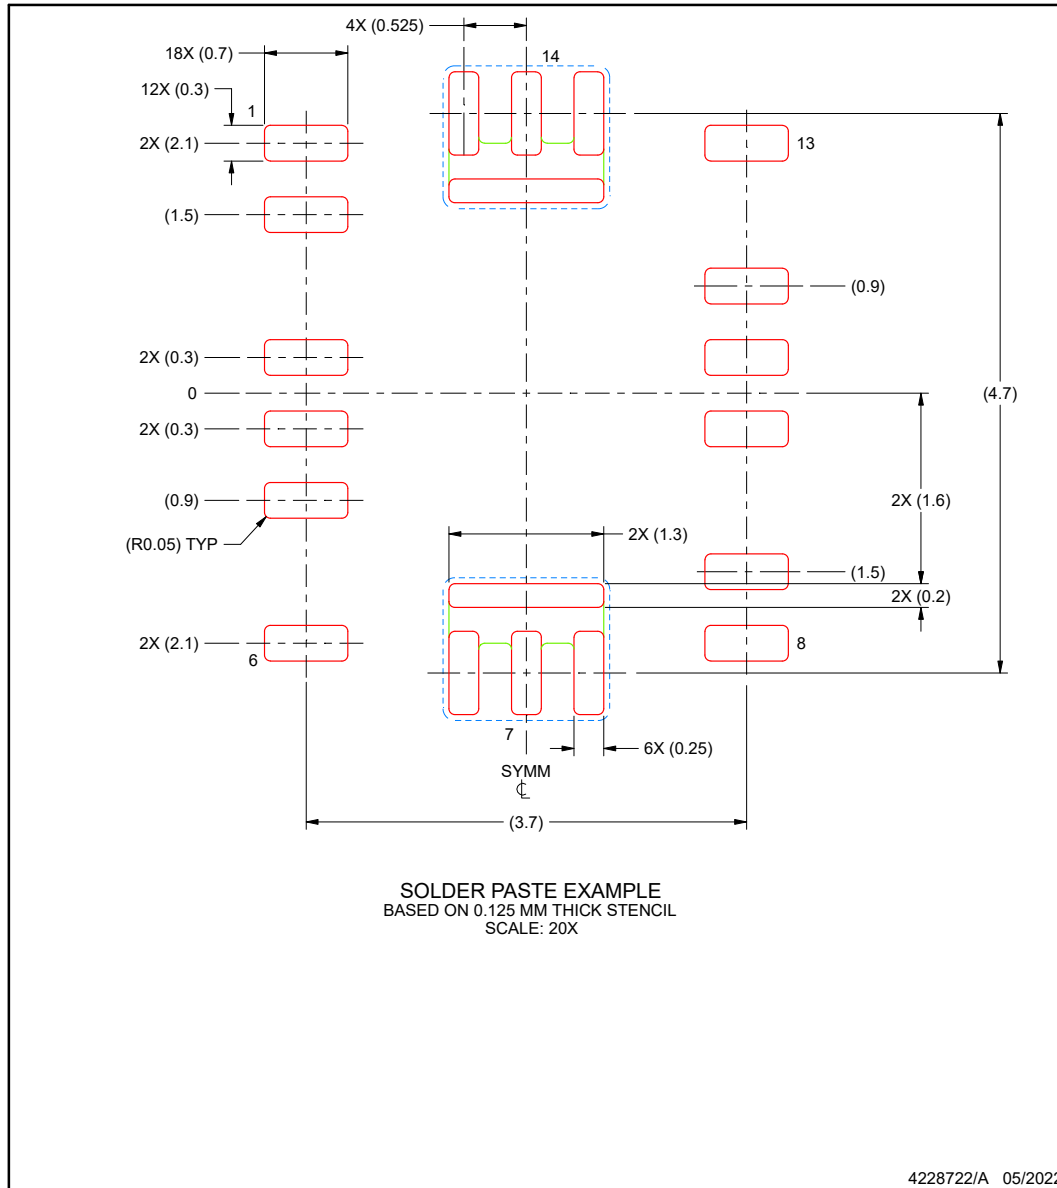 4X (0.525)
18X (0.7)
14
12X (0.3)
1
2X (2.1)
13
(1.5)
(0.9)
2X (0.3)
0
(4.7)
2X (0.3)
(0.9)
2X (1.6)
(R0.05) TYP
2X (1.3)
(1.5)
2X (0.2)
2X (2.1)
6
8
7
6X (0.25)
SYMM
℄
(3.7)
SOLDER PASTE EXAMPLE
BASED ON 0.125 MM THICK STENCIL
SCALE: 20X
4228722/A 05/2022